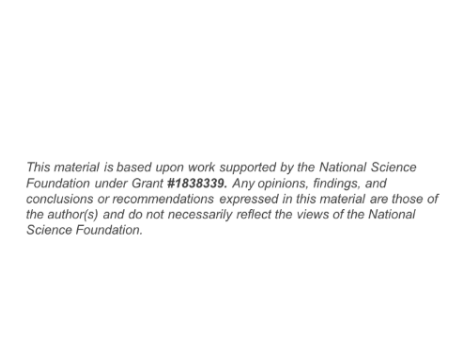 This material is based upon work supported by the National Science
Foundation under Grant #1838339. Any opinions, findings, and
conclusions or recommendations expressed in this material are those of
the author(s) and do not necessarily reflect the views of the National
Science Foundation.